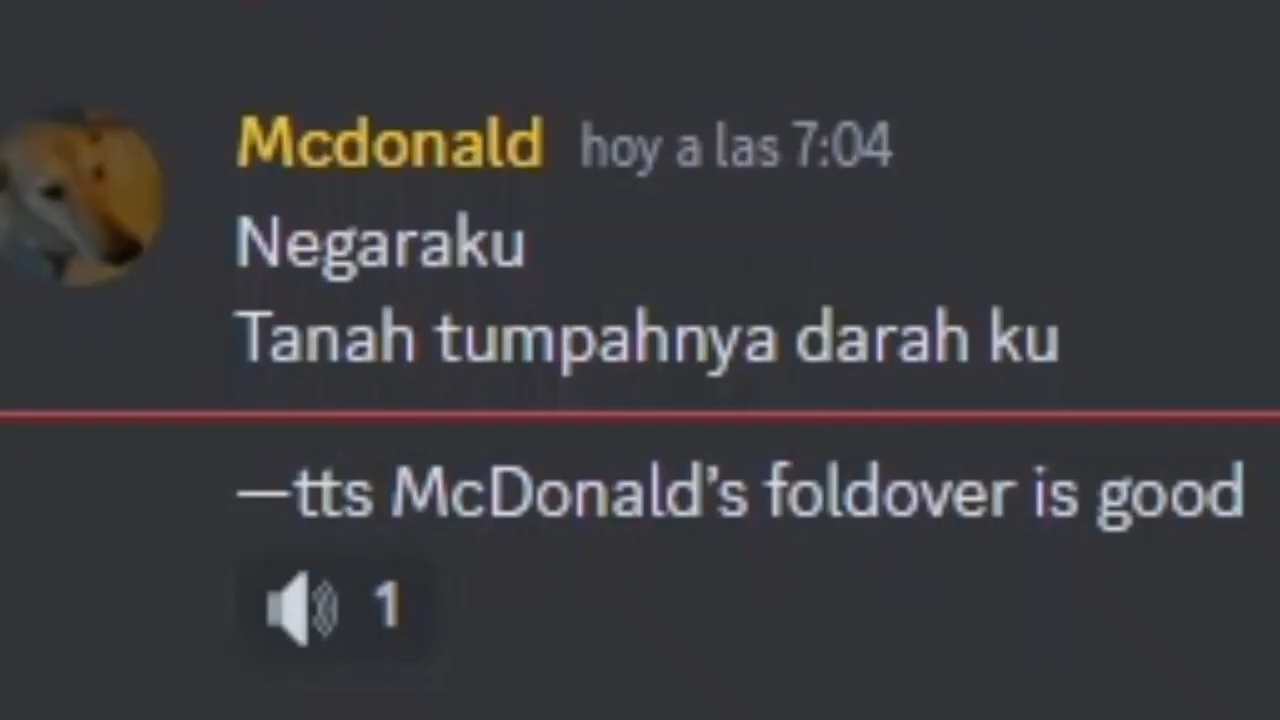 Mcdonald hoy a las 7:04
Negaraku
Tanah tumpahnya darah ku
—tts McDonald’s foldover is good
1